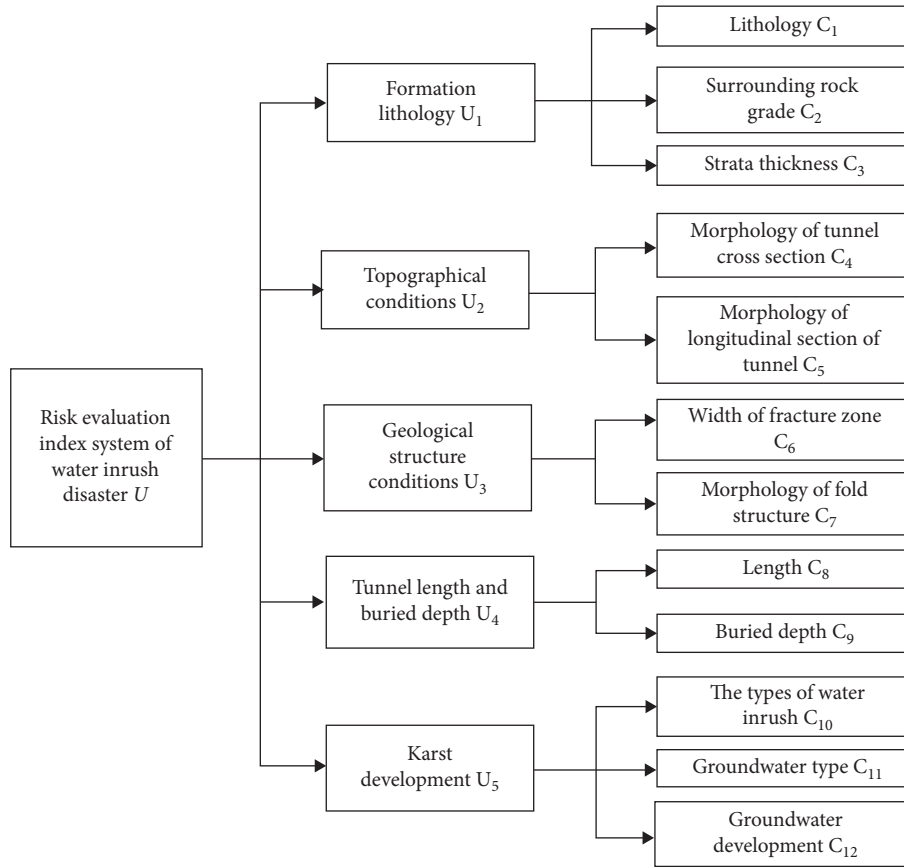 Risk evaluation
index system of
water inrush
disaster U
Formation
lithology U₁
Lithology C₁
Surrounding rock
grade C₂
Strata thickness C₃
Topographical
conditions U₂
Morphology of tunnel
cross section C₄
Morphology of
longitudinal section of
tunnel C₅
Geological
structure
conditions U₃
Width of fracture zone
C₆
Morphology of fold
structure C₇
Tunnel length and
buried depth U₄
Length C₈
Buried depth C₉
Karst
development U₅
The types of water
inrush C₁₀
Groundwater type C₁₁
Groundwater
development C₁₂